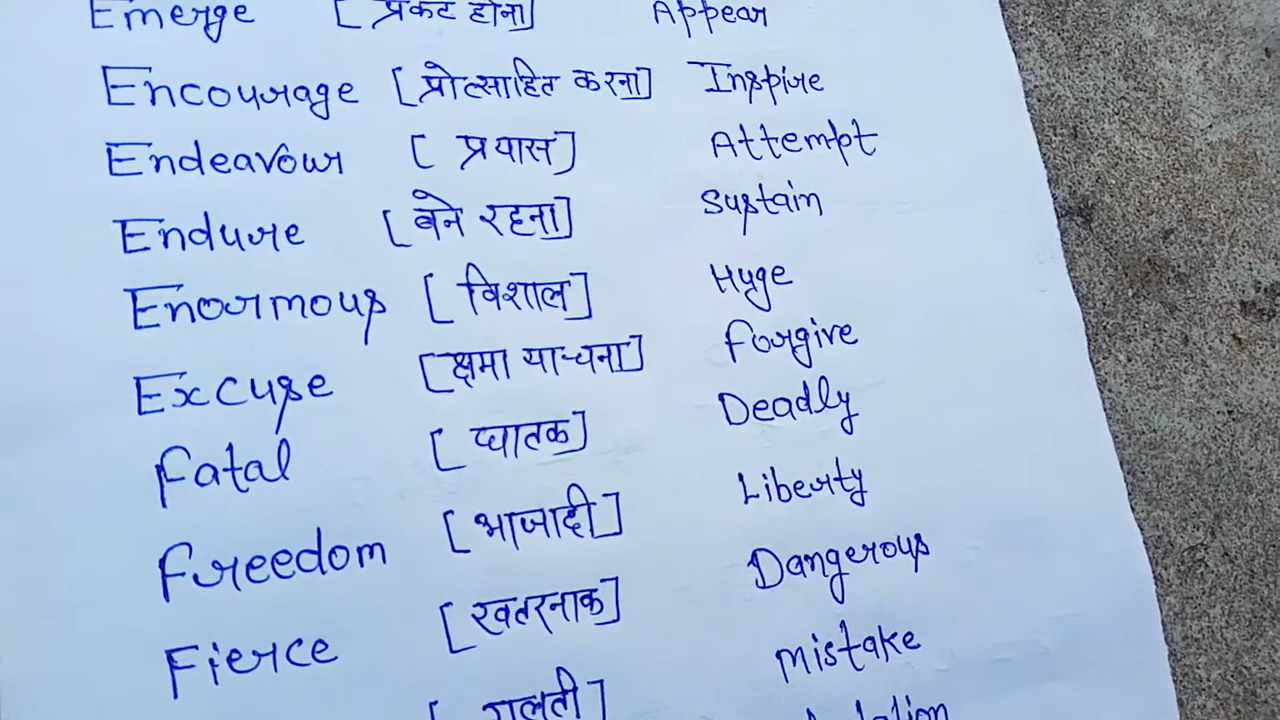 Emerge [प्रकट होना] Appear
Encourage [प्रोत्साहित करना] Inspire
Endeavour [प्रयास] Attempt
Endure [बने रहना] Sustain
Enormous [विशाल] Huge
Excuse [क्षमा याचना] Forgive
Fatal [घातक] Deadly
Freedom [आजादी] Liberty
Fierce [खतरनाक] Dangerous
[गलती] mistake